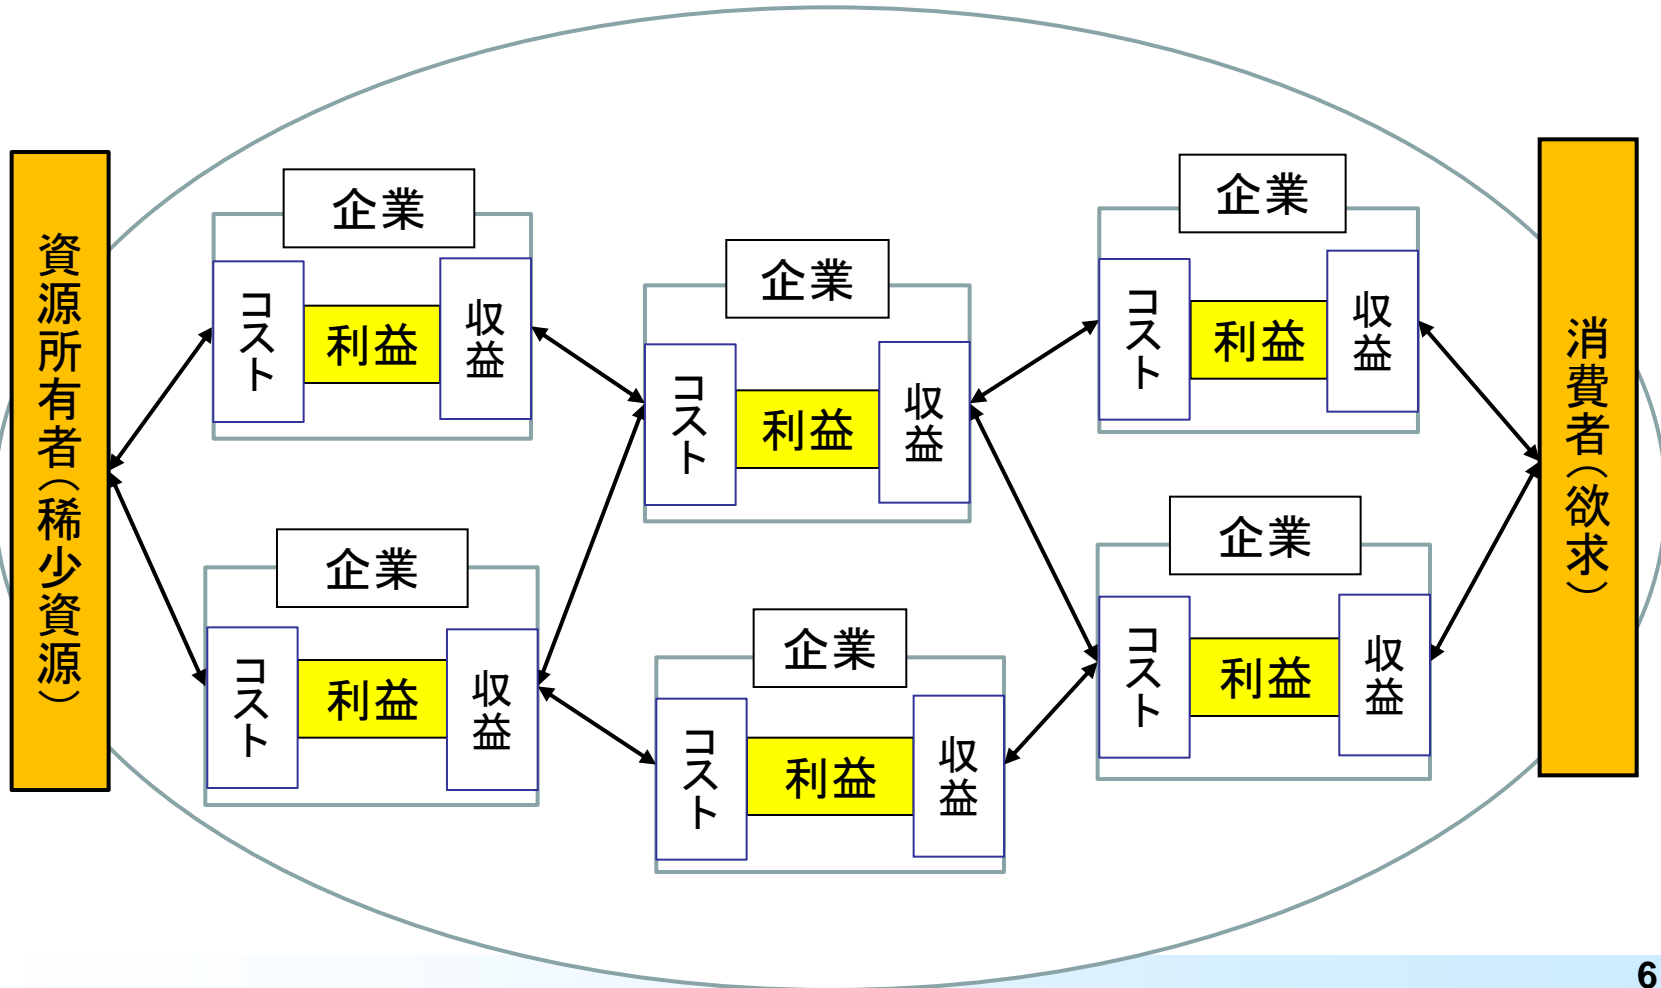 資源所有者（稀少資源）
企業
コスト
利益
収益
企業
コスト
利益
収益
企業
コスト
利益
収益
企業
コスト
利益
収益
企業
コスト
利益
収益
企業
コスト
利益
収益
消費者（欲求）
6